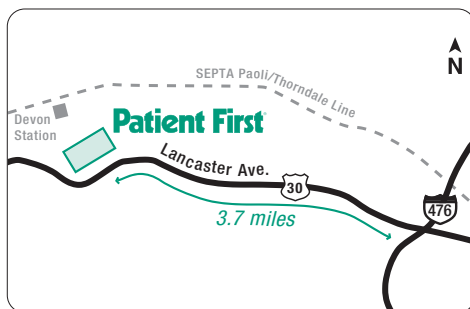 SEPTA Paoli/Thorndale Line
N
Devon
Station
Patient First
Lancaster Ave.
30
3.7 miles
476